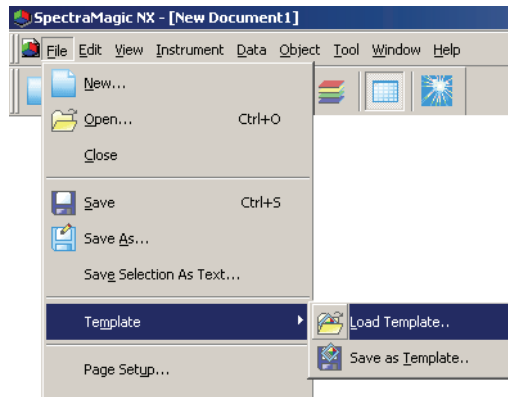 SpectraMagic NX - [New Document1]
File Edit View Instrument Data Object Tool Window Help
New...
Open... Ctrl+O
Close
Save Ctrl+S
Save As...
Save Selection As Text...
Template
Load Template..
Save as Template..
Page Setup...